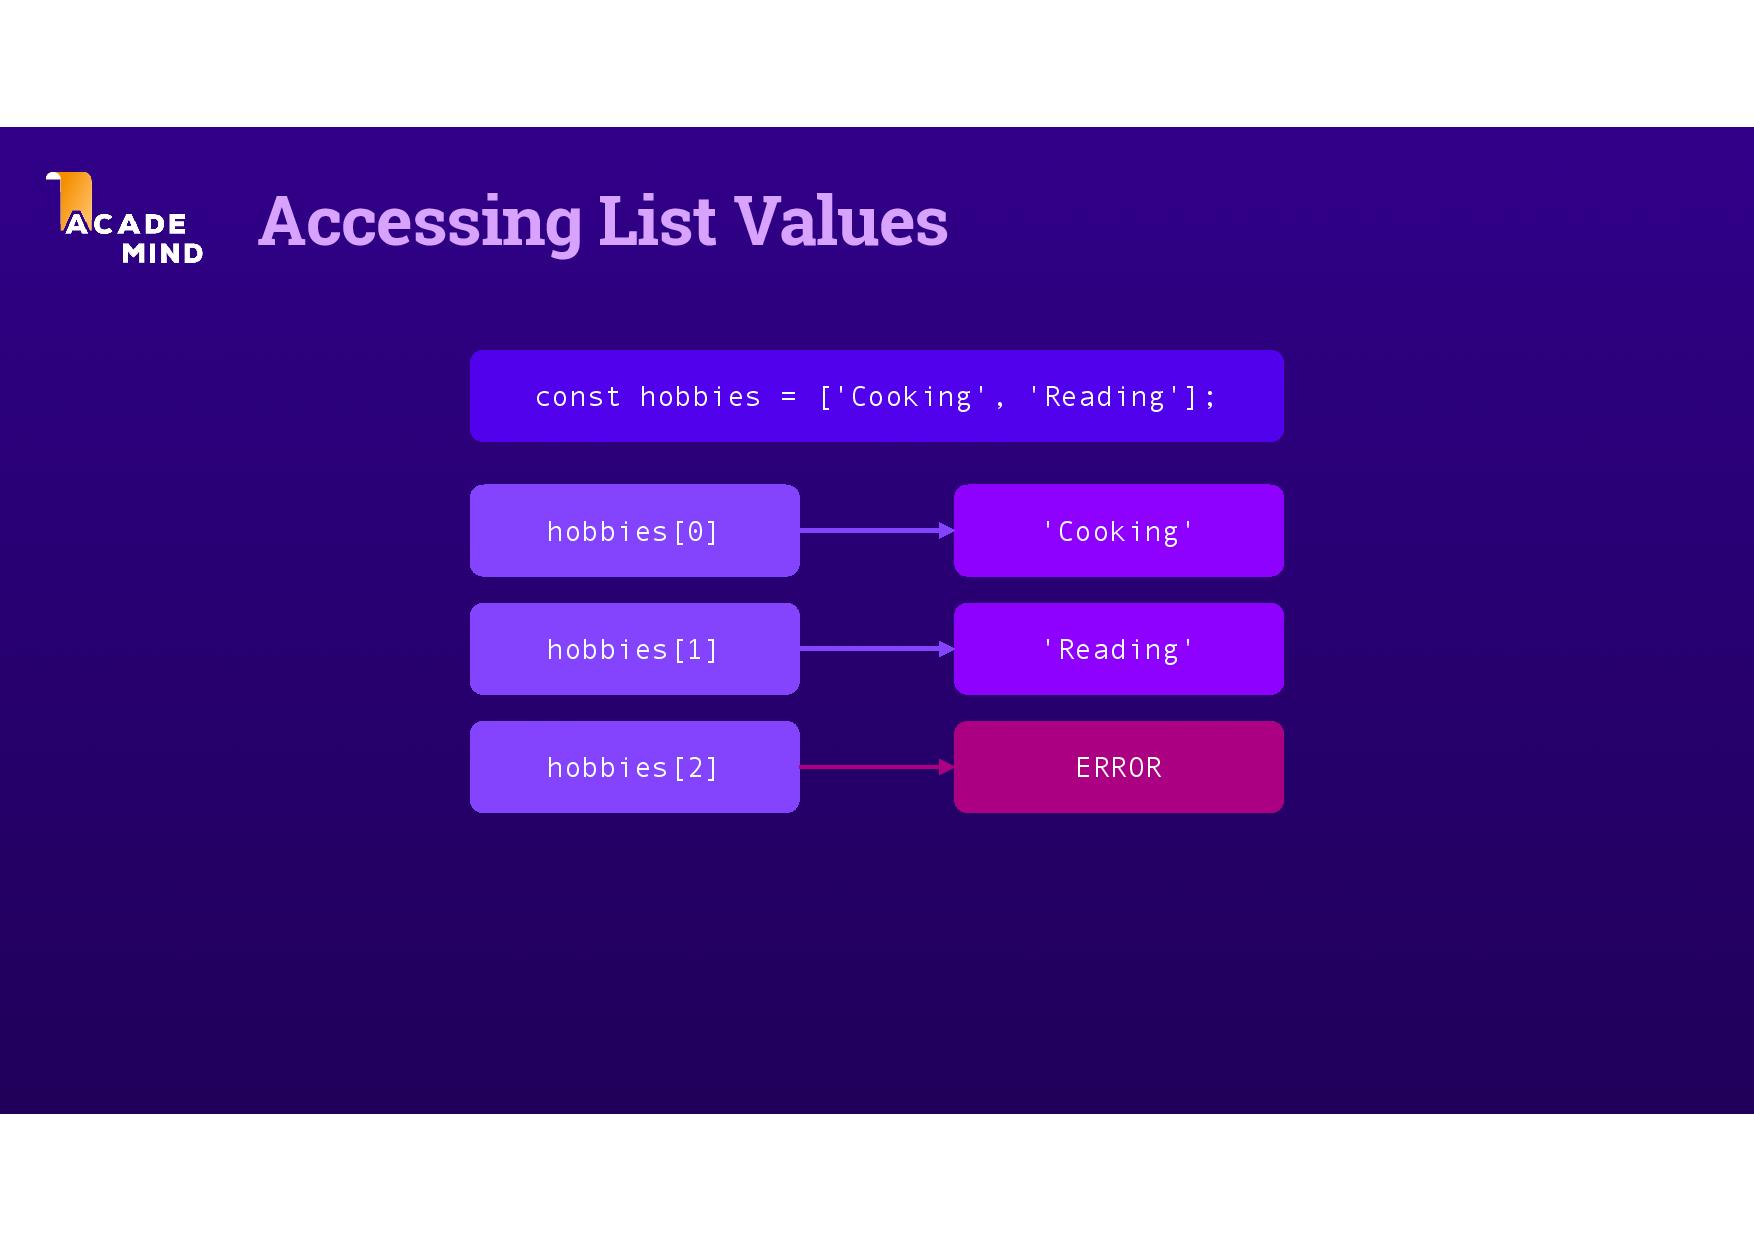 ACADE
MIND
Accessing List Values
const hobbies = ['Cooking', 'Reading'];
hobbies[0]
'Cooking'
hobbies[1]
'Reading'
hobbies[2]
ERROR